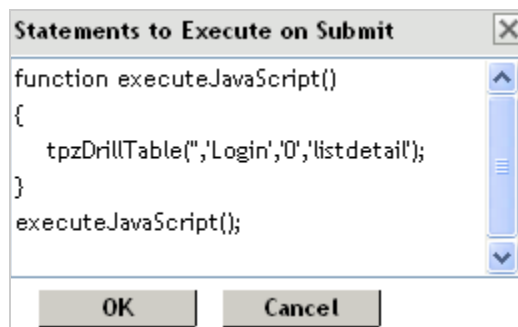 Statements to Execute on Submit
function executeJavaScript()
{
tpzDrillTable('','Login','0','listdetail');
}
executeJavaScript();
OK Cancel